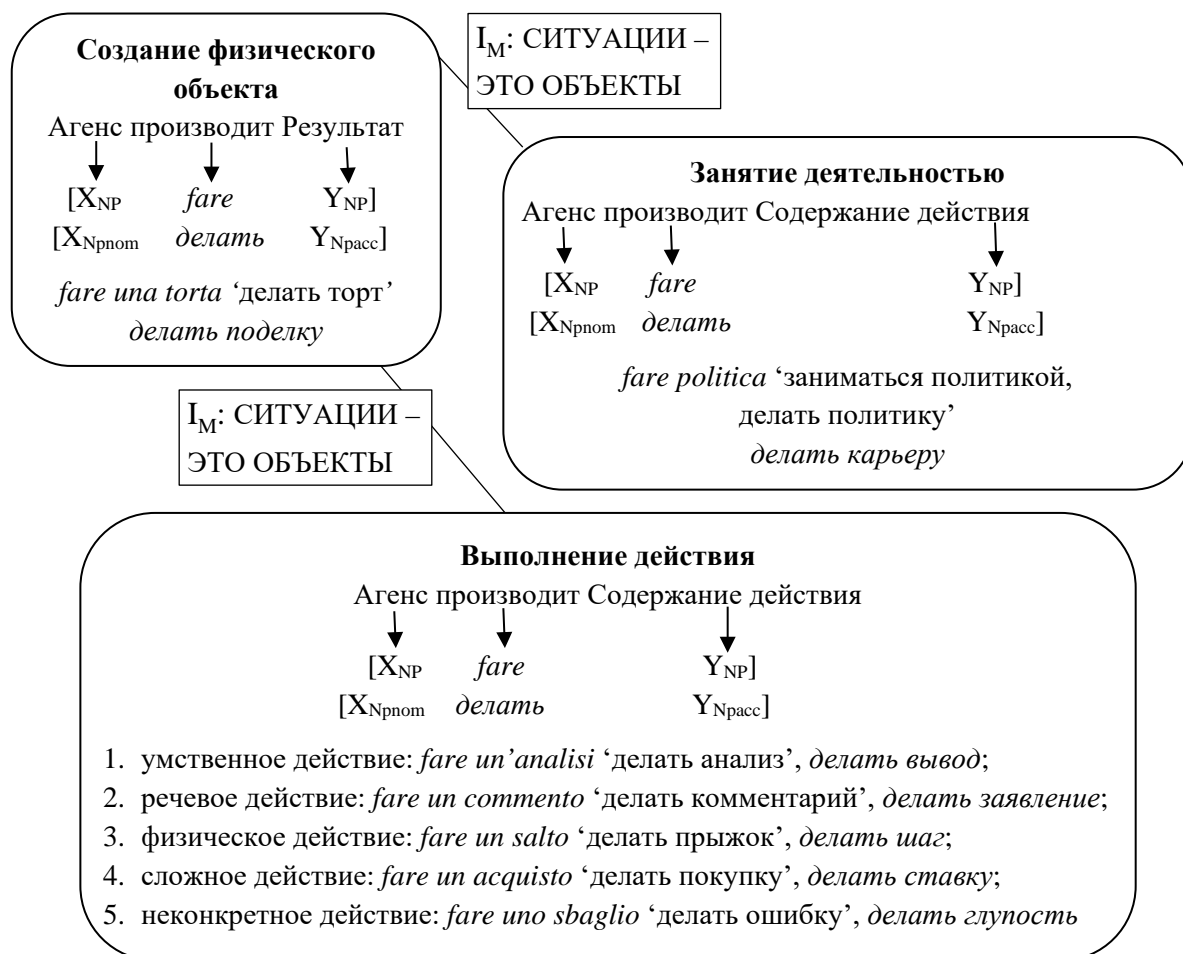 Создание физического
объекта
Агенс производит Результат
[X_NP fare Y_NP]
[X_Npnom делать Y_Npacc]
fare una torta ‘делать торт’
делать поделку
I_M: СИТУАЦИИ –
ЭТО ОБЪЕКТЫ
Занятие деятельностью
Агенс производит Содержание действия
[X_NP fare Y_NP]
[X_Npnom делать Y_Npacc]
fare politica ‘заниматься политикой,
делать политику’
делать карьеру
I_M: СИТУАЦИИ –
ЭТО ОБЪЕКТЫ
Выполнение действия
Агенс производит Содержание действия
[X_NP fare Y_NP]
[X_Npnom делать Y_Npacc]
1. умственное действие: fare un’analisi ‘делать анализ’, делать вывод;
2. речевое действие: fare un commento ‘делать комментарий’, делать заявление;
3. физическое действие: fare un salto ‘делать прыжок’, делать шаг;
4. сложное действие: fare un acquisto ‘делать покупку’, делать ставку;
5. неконкретное действие: fare uno sbaglio ‘делать ошибку’, делать глупость